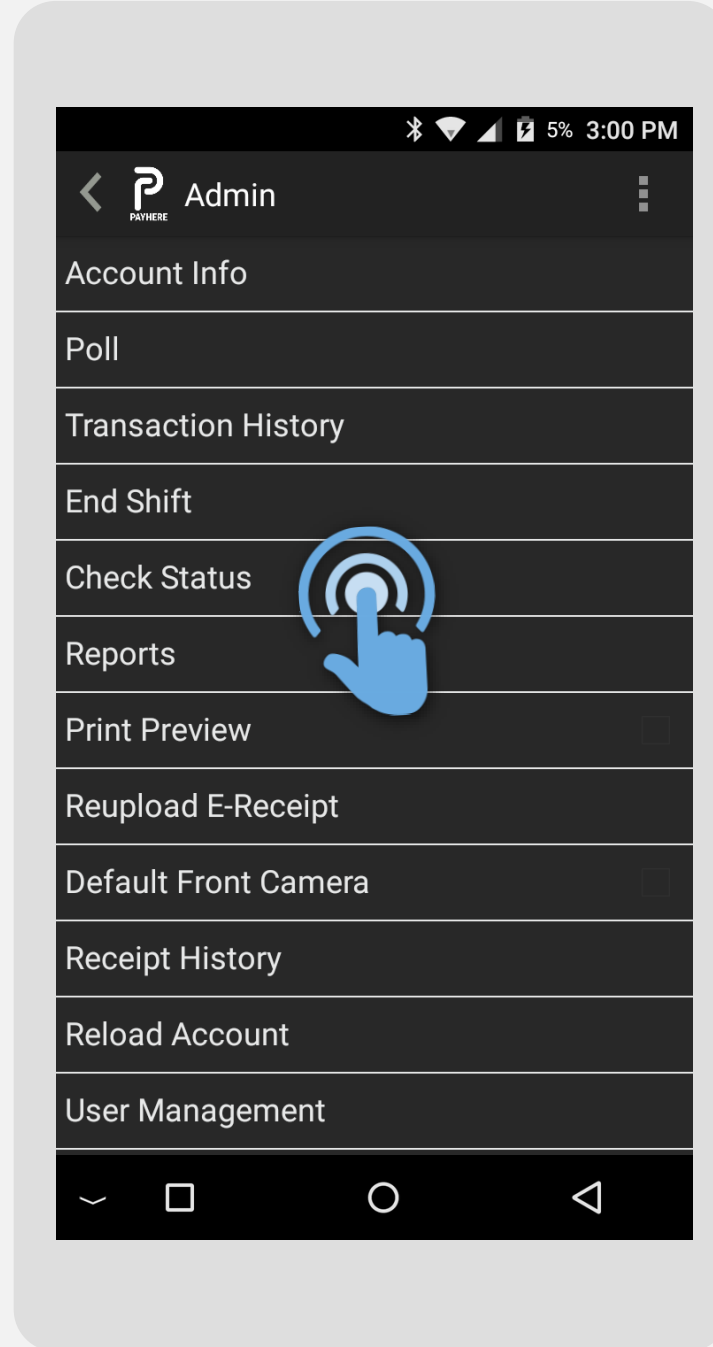 5% 3:00 PM
PAYHERE Admin
Account Info
Poll
Transaction History
End Shift
Check Status
Reports
Print Preview
Reupload E-Receipt
Default Front Camera
Receipt History
Reload Account
User Management